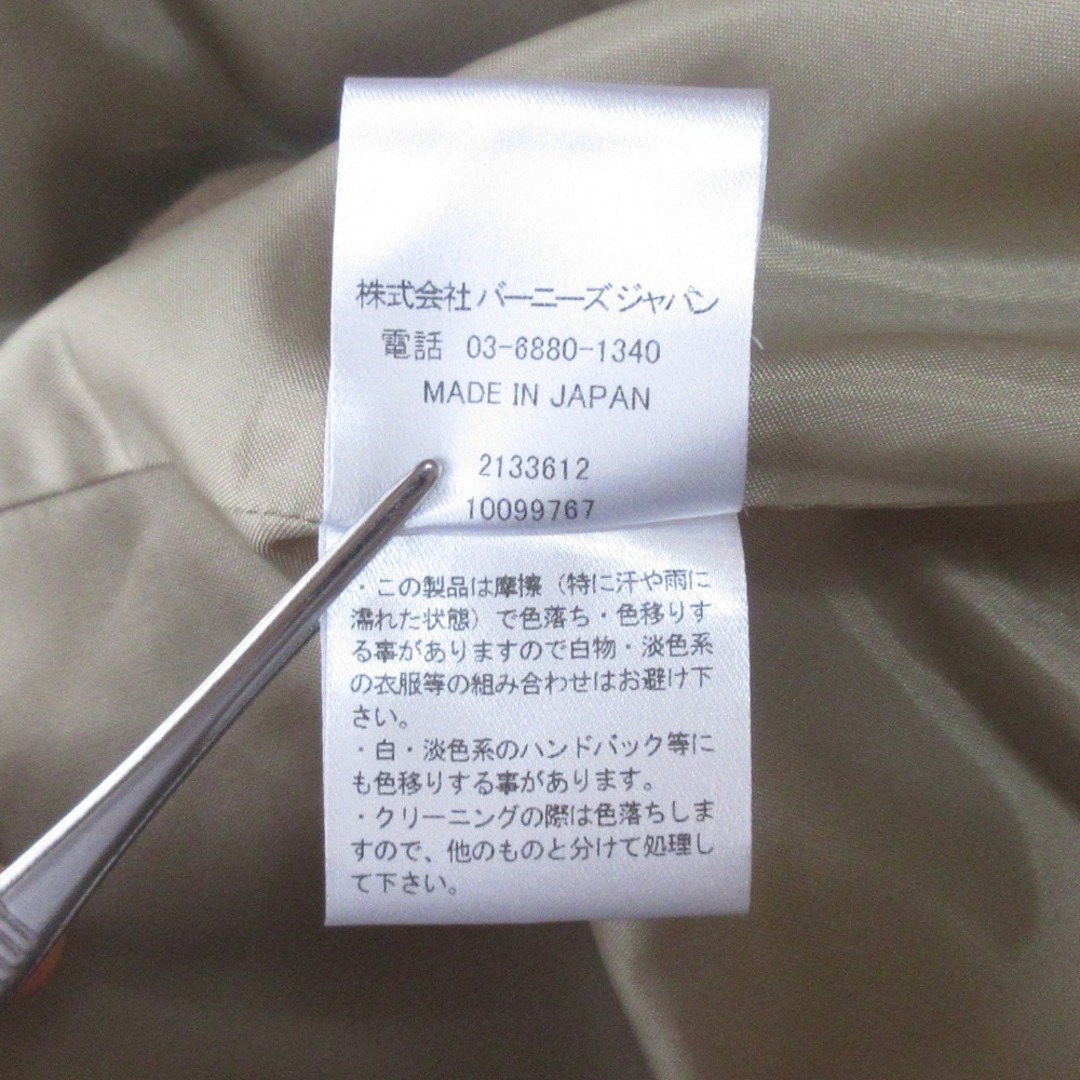 株式会社バーニーズジャパン
電話 03-6880-1340
MADE IN JAPAN
2133612
10099767
・この製品は摩擦（特に汗や雨に
濡れた状態）で色落ち・色移りす
る事がありますので白物・淡色系
の衣服等の組み合わせはお避け下
さい。
・白・淡色系のハンドバック等に
も色移りする事があります。
・クリーニングの際は色落ちしま
すので、他のものと分けて処理し
て下さい。